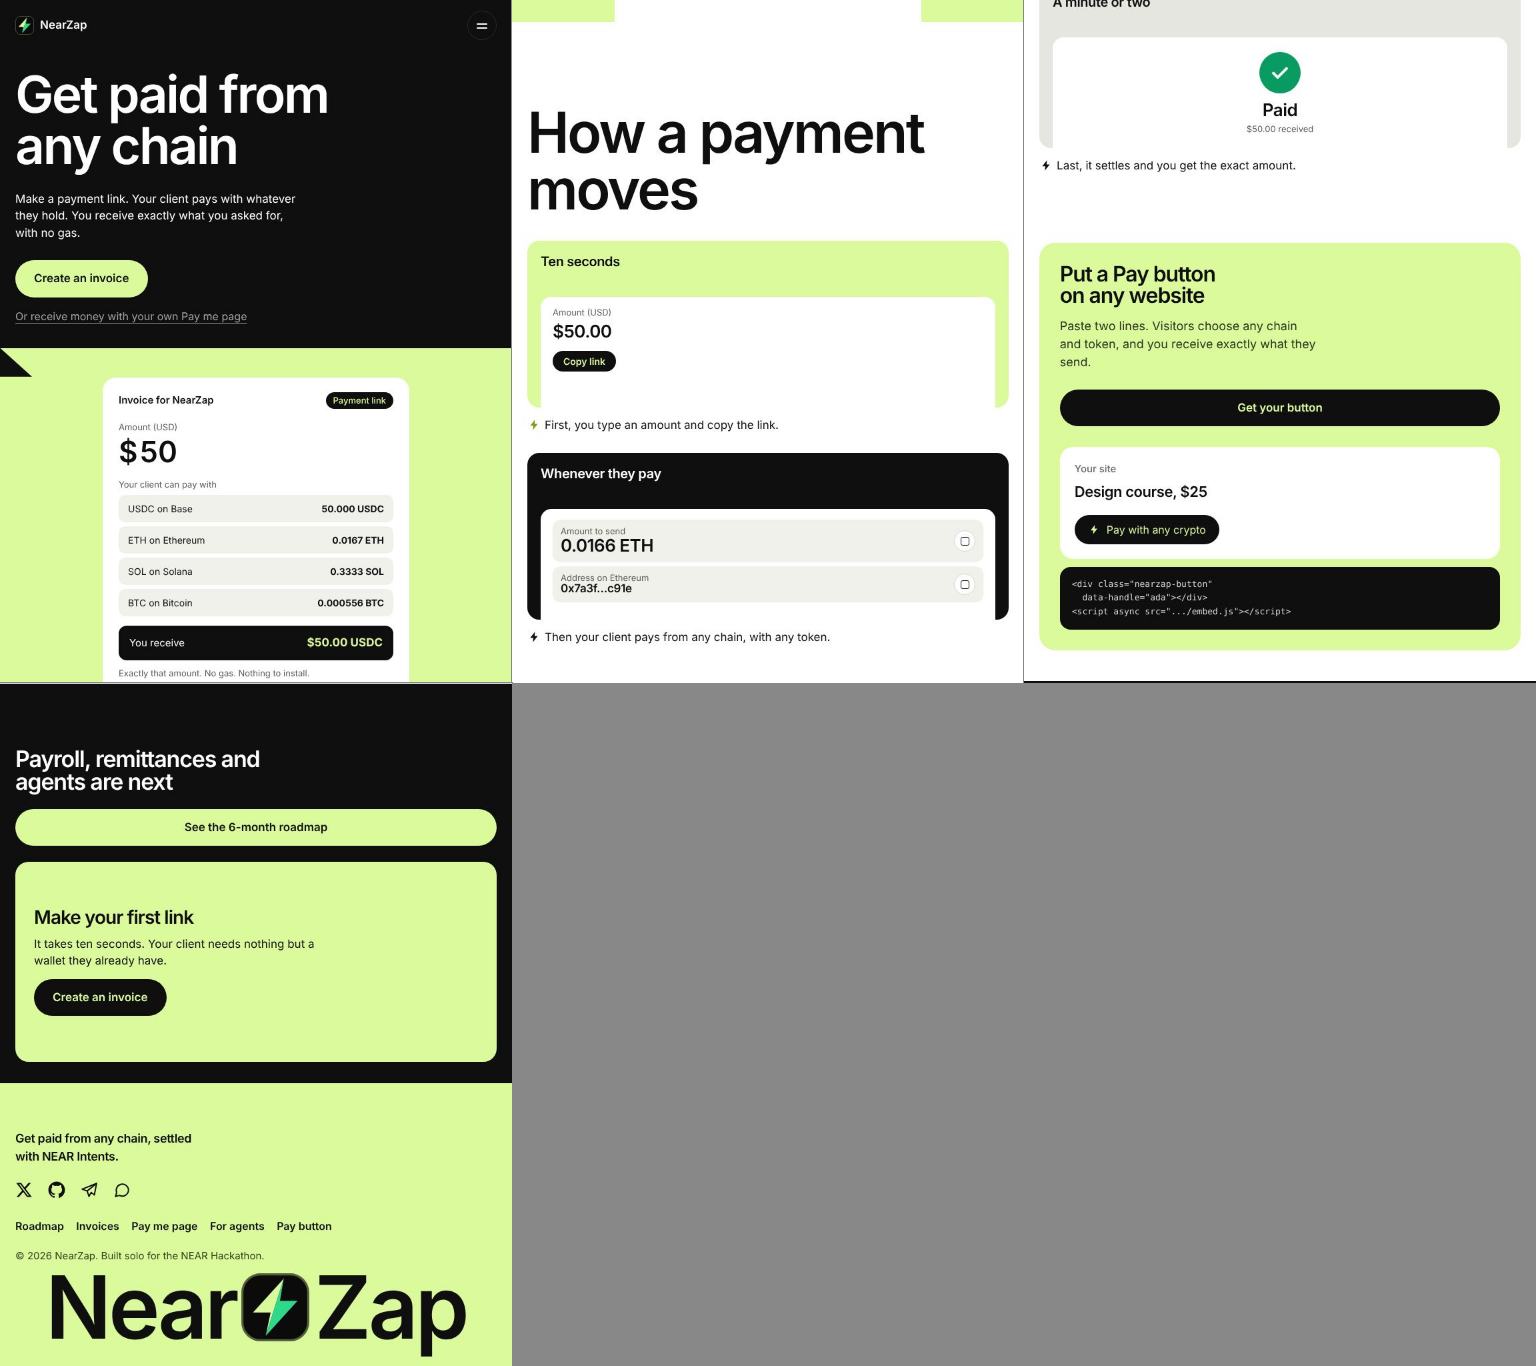 NearZap
Get paid from
any chain
Make a payment link. Your client pays with whatever
they hold. You receive exactly what you asked for,
with no gas.
Create an invoice
Or receive money with your own Pay me page
Invoice for NearZap
Payment link
Amount (USD)
$50
Your client can pay with
USDC on Base 50.000 USDC
ETH on Ethereum 0.0167 ETH
SOL on Solana 0.3333 SOL
BTC on Bitcoin 0.000556 BTC
You receive $50.00 USDC
Exactly that amount. No gas. Nothing to install.
How a payment
moves
Ten seconds
Amount (USD)
$50.00
Copy link
First, you type an amount and copy the link.
Whenever they pay
Amount to send
0.0166 ETH
Address on Ethereum
0x7a3f...c91e
Then your client pays from any chain, with any token.
A minute or two
Paid
$50.00 received
Last, it settles and you get the exact amount.
Put a Pay button
on any website
Paste two lines. Visitors choose any chain
and token, and you receive exactly what they
send.
Get your button
Your site
Design course, $25
Pay with any crypto
<div class="nearzap-button"
data-handle="ada"></div>
<script async src=".../embed.js"></script>
Payroll, remittances and
agents are next
See the 6-month roadmap
Make your first link
It takes ten seconds. Your client needs nothing but a
wallet they already have.
Create an invoice
Get paid from any chain, settled
with NEAR Intents.
Roadmap Invoices Pay me page For agents Pay button
© 2026 NearZap. Built solo for the NEAR Hackathon.
NearZap